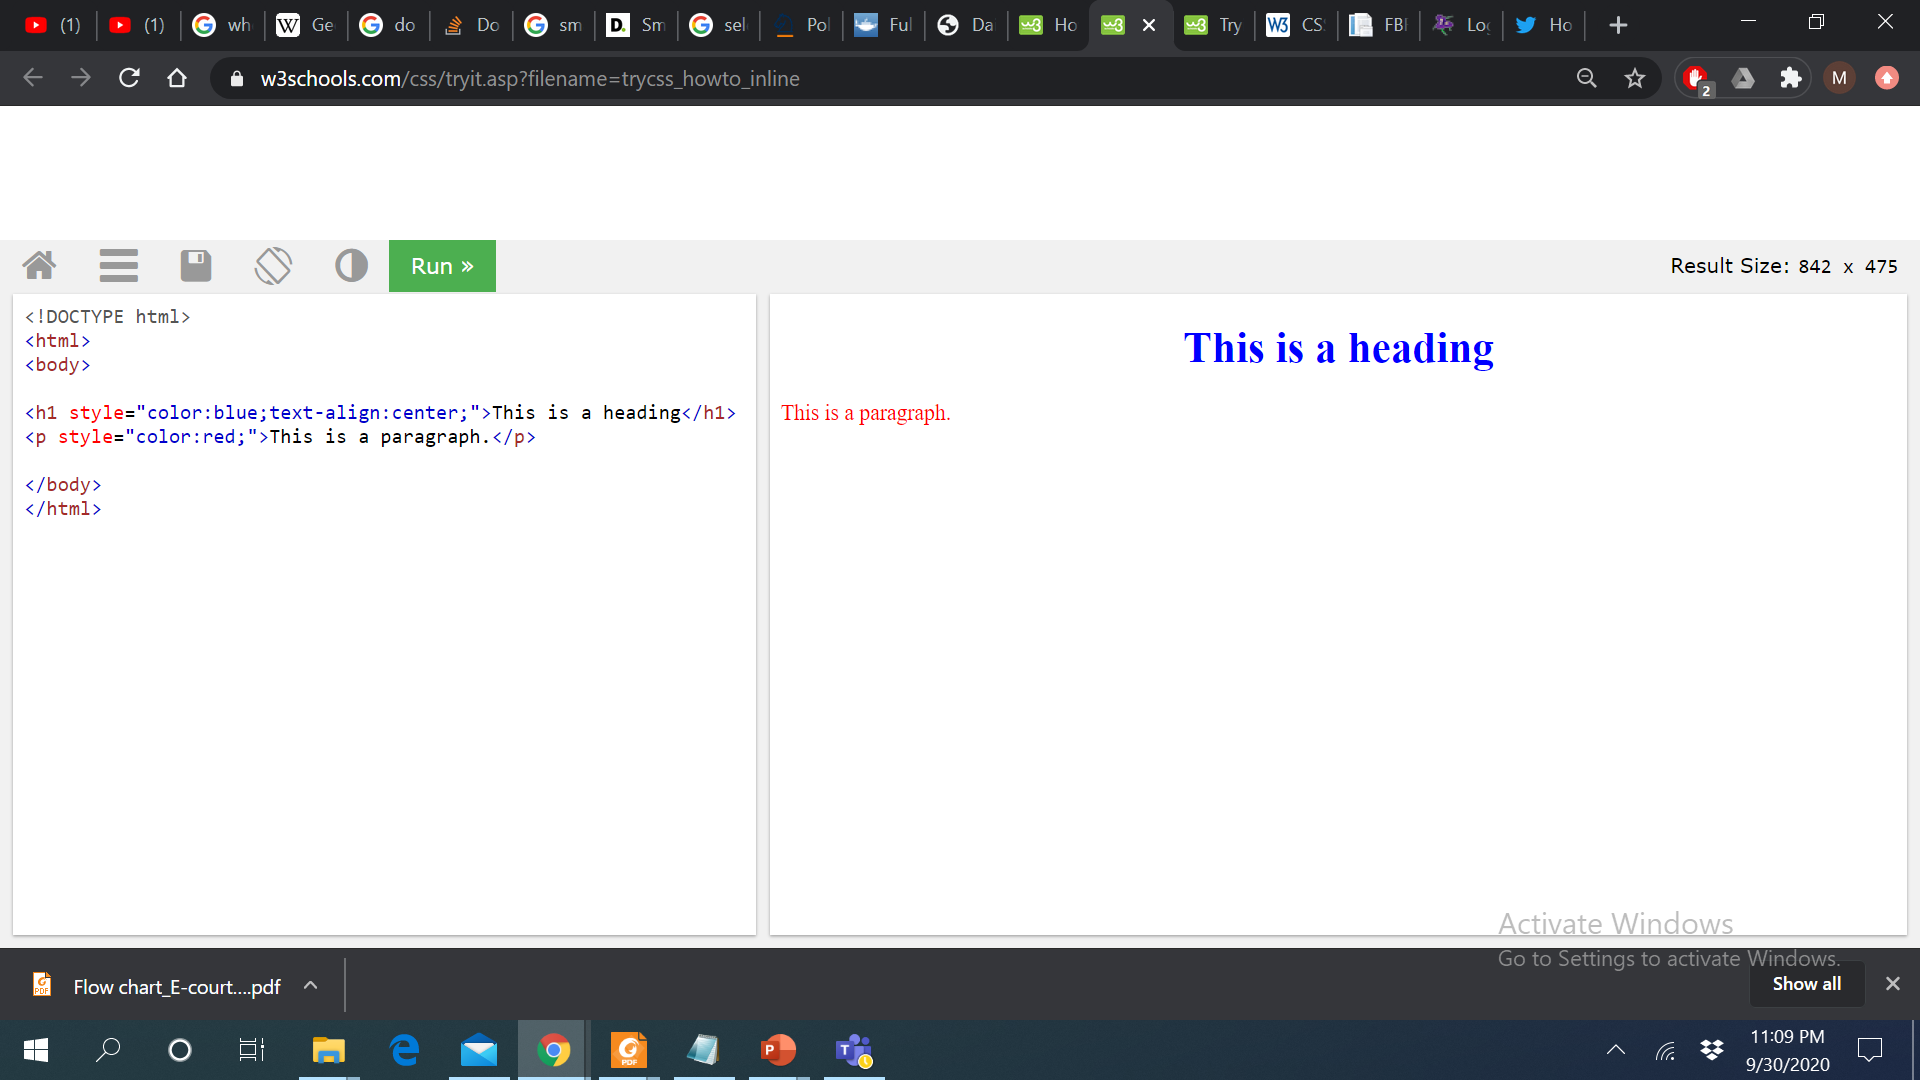 (1) (1) wh Ge do Do sm Sm sel Pol Ful Da Ho Try CS FBI Log Ho
w3schools.com/css/tryit.asp?filename=trycss_howto_inline
2 M
Run »
Result Size: 842 x 475
<!DOCTYPE html>
<html>
<body>
<h1 style="color:blue;text-align:center;">This is a heading</h1>
<p style="color:red;">This is a paragraph.</p>
</body>
</html>
This is a heading
This is a paragraph.
Activate Windows
Go to Settings to activate Windows.
Flow chart_E-court....pdf
Show all
11:09 PM
9/30/2020